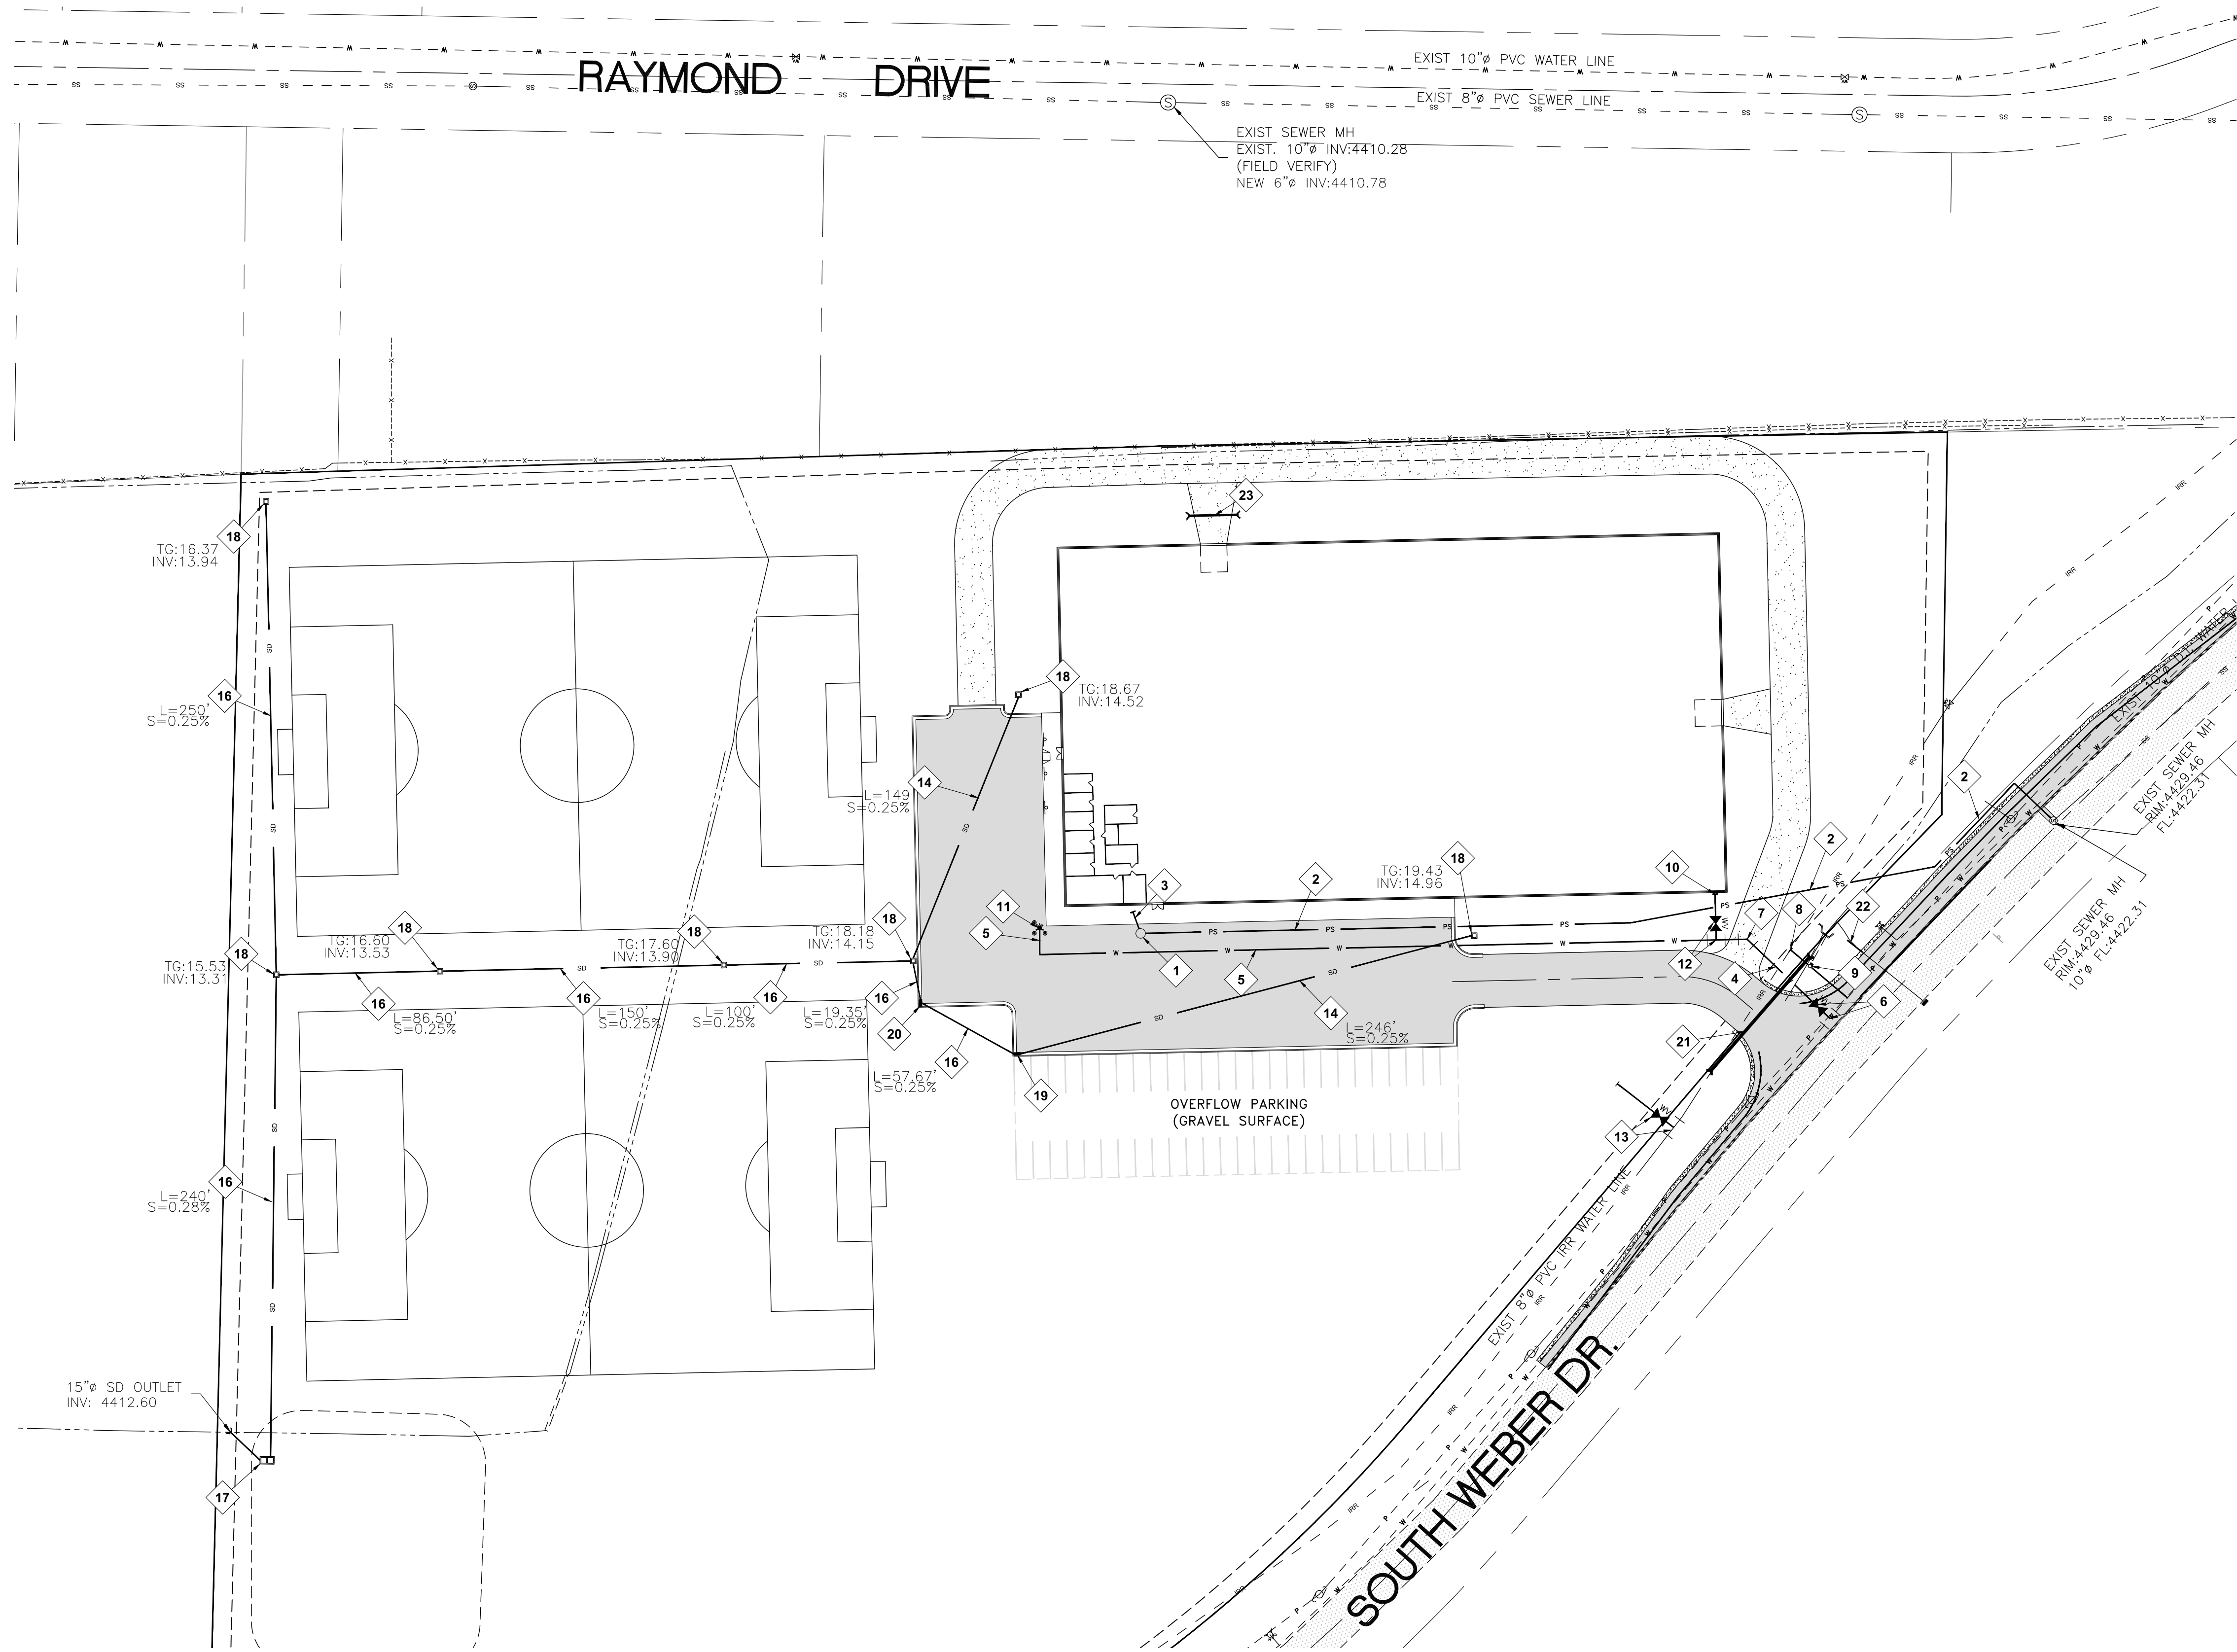 EXIST 10"ø PVC WATER LINE
RAYMOND DRIVE
EXIST 8"ø PVC SEWER LINE
S
S
EXIST SEWER MH
EXIST. 10"ø INV:4410.28
(FIELD VERIFY)
NEW 6"ø INV:4410.78
23
18
TG:16.37
INV:13.94
16
L=250'
S=0.25%
18
TG:18.67
INV:14.52
14
L=149
S=0.25%
EXIST 10"ø D.I. WATER
EXIST SEWER MH
RIM:4429.46
FL:4422.31
EXIST SEWER MH
RIM:4429.46
10"ø FL:4422.31
2
2
10
TG:19.43
INV:14.96
18
2
3
11
5
7
8
22
18
TG:18.18
INV:14.15
18
TG:17.60
INV:13.90
18
TG:16.60
INV:13.53
18
TG:15.53
INV:13.31
1
5
12
4
9
6
16
L=86.50'
S=0.25%
16
L=150'
S=0.25%
16
L=100'
S=0.25%
16
L=19.35'
S=0.25%
20
14
L=246'
S=0.25%
21
16
L=57.67'
S=0.25%
19
OVERFLOW PARKING
(GRAVEL SURFACE)
13
16
L=240'
S=0.28%
EXIST 8"ø PVC IRR WATER LINE
15"ø SD OUTLET
INV: 4412.60
17
SOUTH WEBER DR.